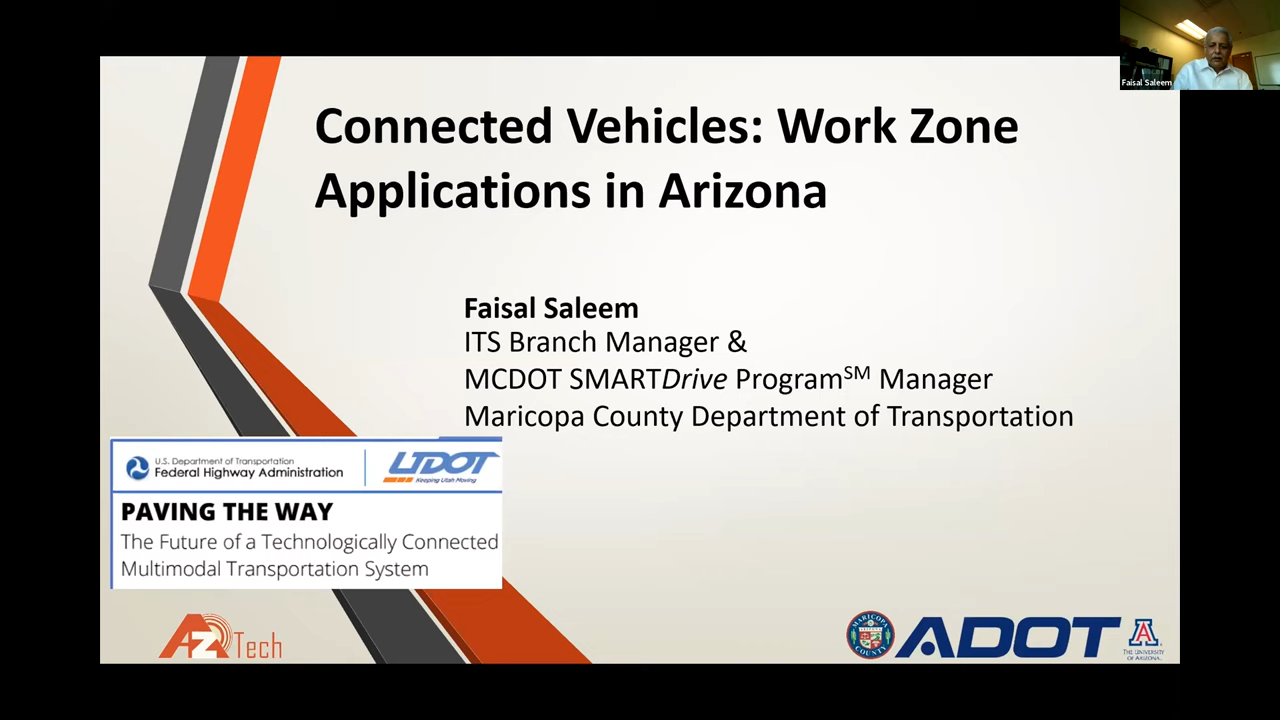 Connected Vehicles: Work Zone
Applications in Arizona
Faisal Saleem
Faisal Saleem
ITS Branch Manager &
MCDOT SMARTDrive Program℠ Manager
Maricopa County Department of Transportation
U.S. Department of Transportation
Federal Highway Administration
UDOT
Keeping Utah Moving
PAVING THE WAY
The Future of a Technologically Connected
Multimodal Transportation System
AZTech
MARICOPA
COUNTY
ADOT
A
THE UNIVERSITY
OF ARIZONA